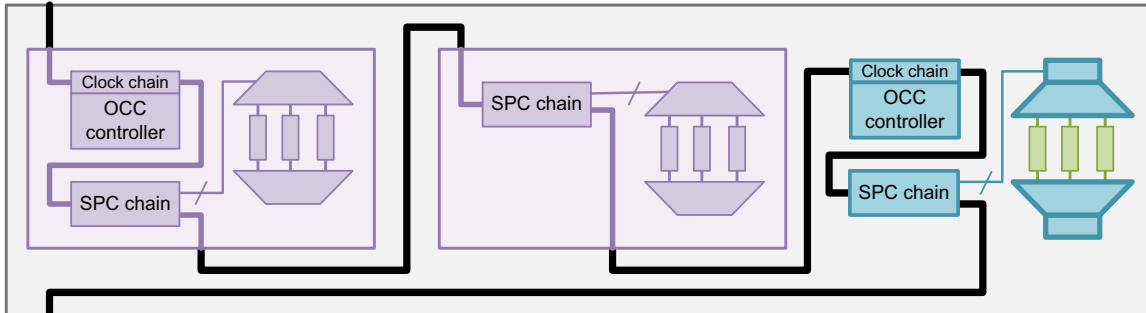 Clock chain
OCC
controller
SPC chain
SPC chain
Clock chain
OCC
controller
SPC chain